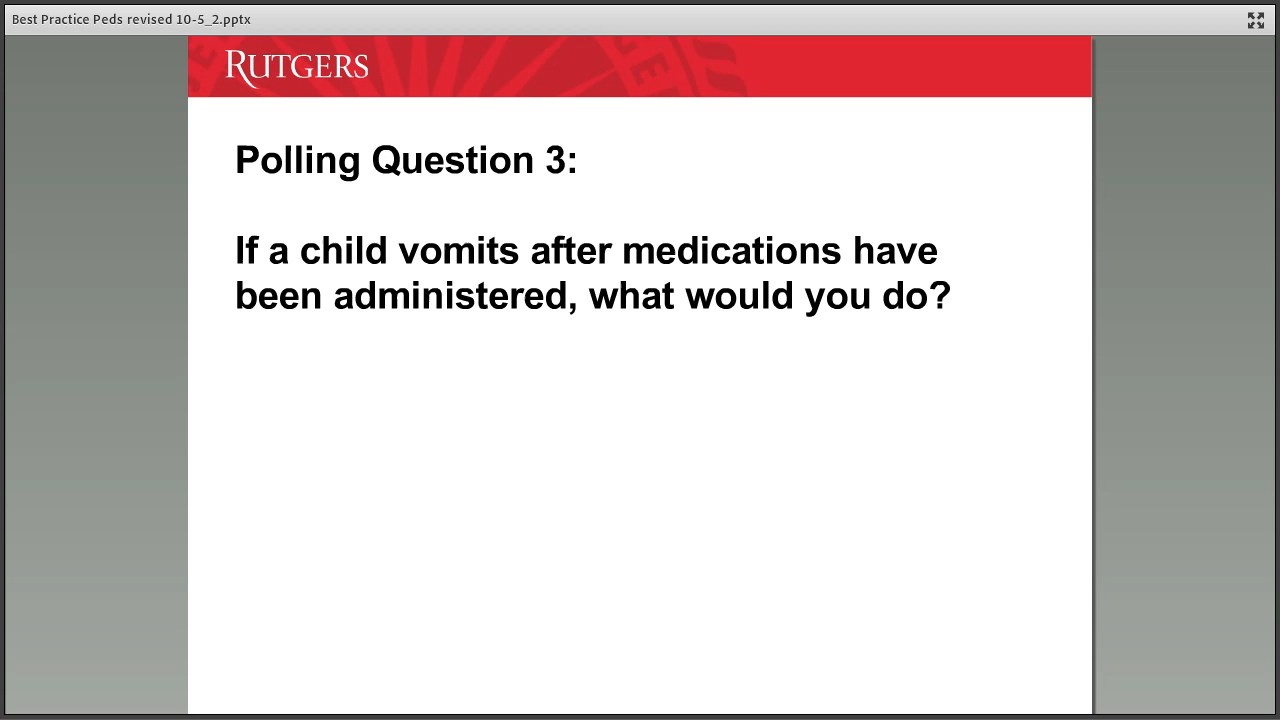 Best Practice Peds revised 10-5_2.pptx
RUTGERS
Polling Question 3:
If a child vomits after medications have
been administered, what would you do?